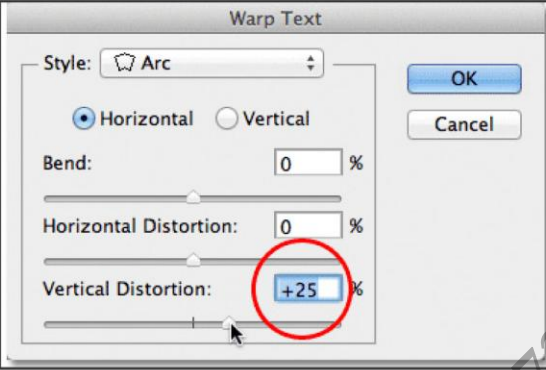 Warp Text
Style: Arc
OK
Horizontal Vertical
Cancel
Bend: 0 %
Horizontal Distortion: 0 %
Vertical Distortion: +25 %